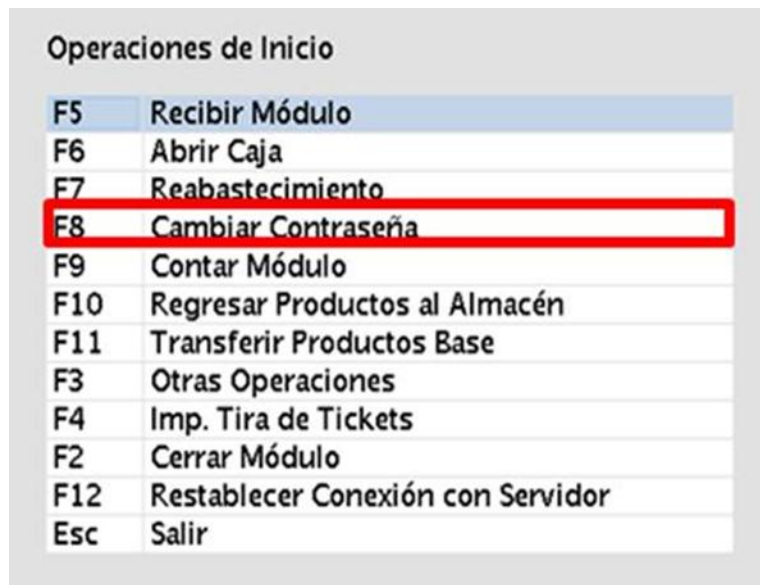 Operaciones de Inicio
F5 Recibir Módulo
F6 Abrir Caja
F7 Reabastecimiento
F8 Cambiar Contraseña
F9 Contar Módulo
F10 Regresar Productos al Almacén
F11 Transferir Productos Base
F3 Otras Operaciones
F4 Imp. Tira de Tickets
F2 Cerrar Módulo
F12 Restablecer Conexión con Servidor
Esc Salir